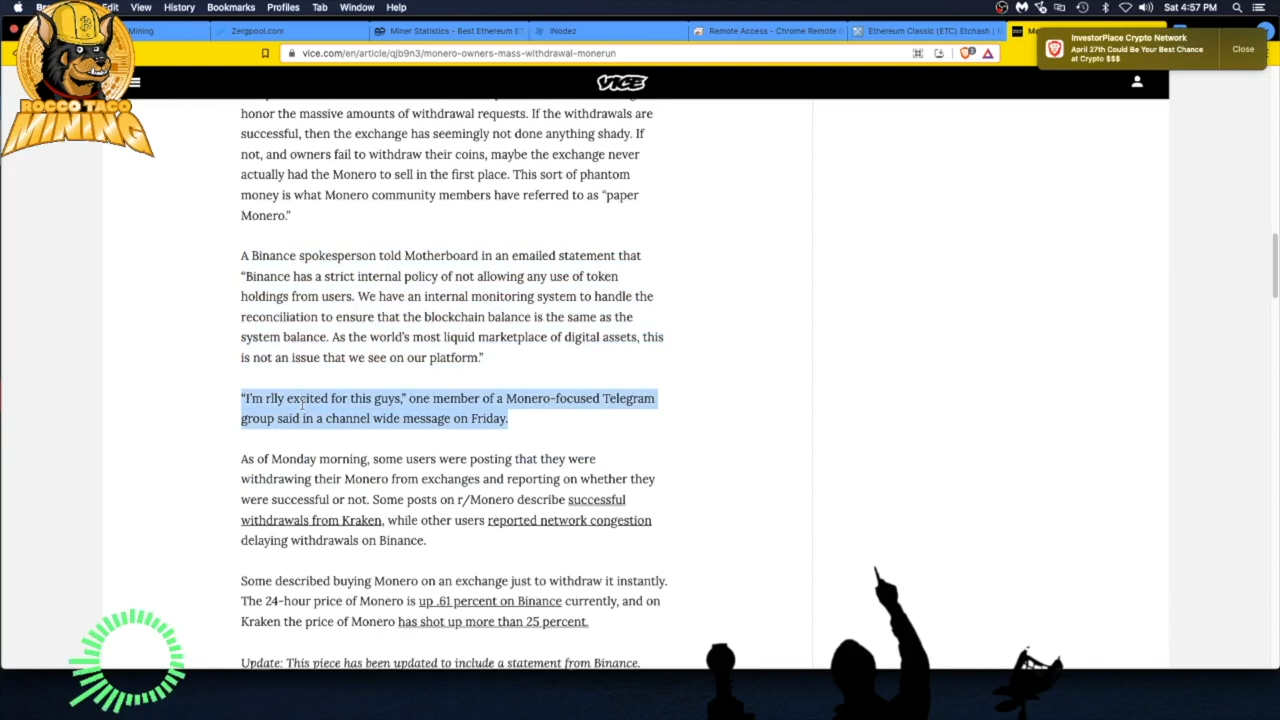 Edit View History Bookmarks Profiles Tab Window Help
Sat 4:57 PM
Mining
Zergpool.com
Miner Statistics - Best Ethereum ET
iNodez
Remote Access - Chrome Remote D
Ethereum Classic (ETC) Etchash |
vice.com/en/article/qjb9n3/monero-owners-mass-withdrawal-monerun
InvestorPlace Crypto Network
April 27th Could Be Your Best Chance
at Crypto $$$
Close
VICE
ROCCO TACO
MINING
honor the massive amounts of withdrawal requests. If the withdrawals are
successful, then the exchange has seemingly not done anything shady. If
not, and owners fail to withdraw their coins, maybe the exchange never
actually had the Monero to sell in the first place. This sort of phantom
money is what Monero community members have referred to as “paper
Monero.”
A Binance spokesperson told Motherboard in an emailed statement that
“Binance has a strict internal policy of not allowing any use of token
holdings from users. We have an internal monitoring system to handle the
reconciliation to ensure that the blockchain balance is the same as the
system balance. As the world’s most liquid marketplace of digital assets, this
is not an issue that we see on our platform.”
“I’m rlly excited for this guys,” one member of a Monero-focused Telegram
group said in a channel wide message on Friday.
As of Monday morning, some users were posting that they were
withdrawing their Monero from exchanges and reporting on whether they
were successful or not. Some posts on r/Monero describe successful
withdrawals from Kraken, while other users reported network congestion
delaying withdrawals on Binance.
Some described buying Monero on an exchange just to withdraw it instantly.
The 24-hour price of Monero is up .61 percent on Binance currently, and on
Kraken the price of Monero has shot up more than 25 percent.
Update: This piece has been updated to include a statement from Binance.